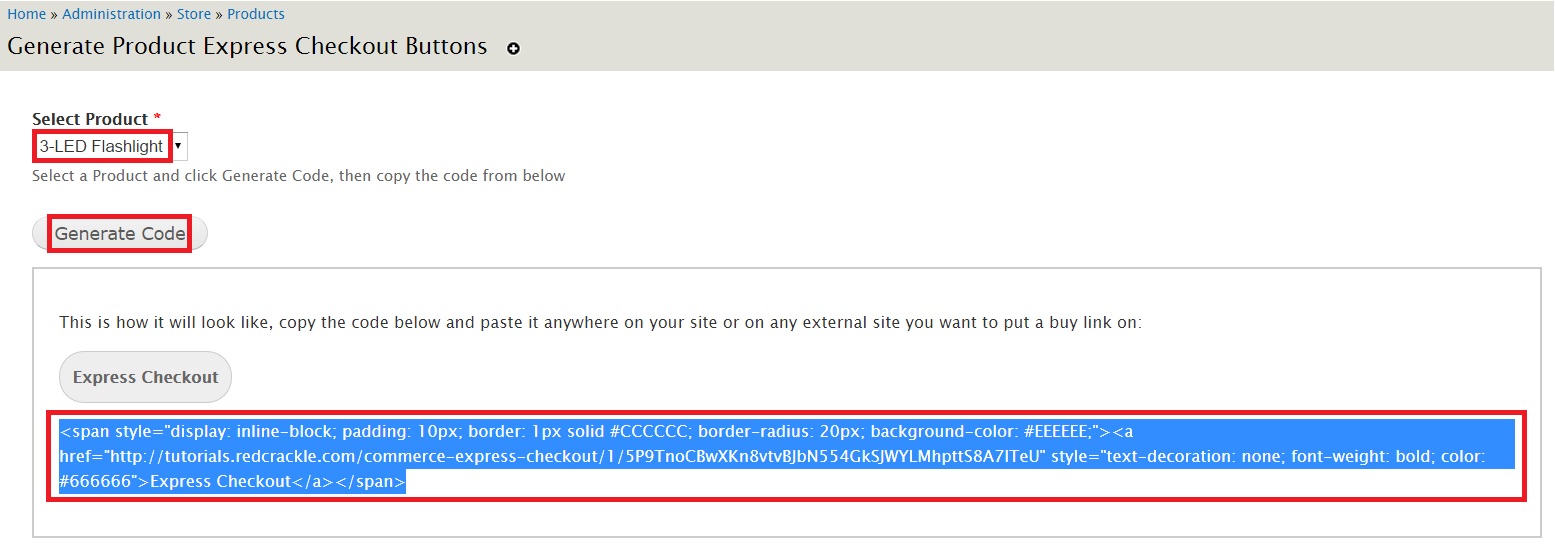 Home » Administration » Store » Products
Generate Product Express Checkout Buttons
Select Product *
3-LED Flashlight
Select a Product and click Generate Code, then copy the code from below
Generate Code
This is how it will look like, copy the code below and paste it anywhere on your site or on any external site you want to put a buy link on:
Express Checkout
<span style="display: inline-block; padding: 10px; border: 1px solid #CCCCCC; border-radius: 20px; background-color: #EEEEEE;"><a
href="http://tutorials.redcrackle.com/commerce-express-checkout/1/5P9TnoCBwXKn8vtvBJbN554GkSJWYLMhpttS8A7ITeU" style="text-decoration: none; font-weight: bold; color:
#666666">Express Checkout</a></span>